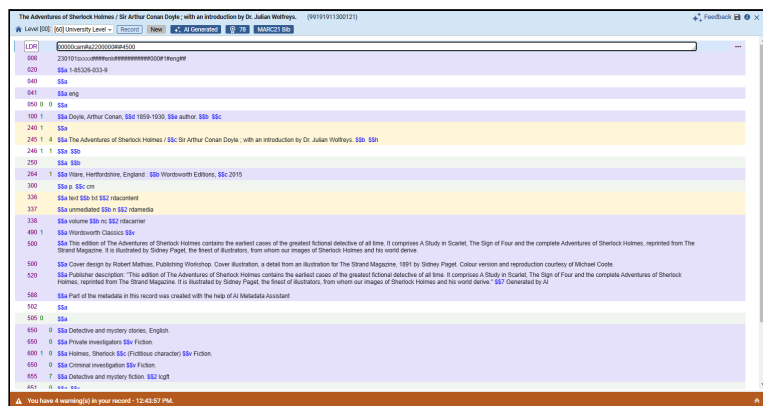 The Adventures of Sherlock Holmes / Sir Arthur Conan Doyle ; with an introduction by Dr. Julian Wolfreys. (99191911300121) Feedback
Level [00]: [60] University Level Record New AI Generated 78 MARC21 Bib
LDR 00000cam#a2200000##4500
008
020 $$a 1-85326-033-9
040 $$a
041 $$a eng
050 0 0 $$a
100 1 $$a Doyle, Arthur Conan, $$d 1859-1930, $$e author. $$b $$c
240 1 $$a
245 1 4 $$a The Adventures of Sherlock Holmes / $$c Sir Arthur Conan Doyle ; with an introduction by Dr. Julian Wolfreys. $$b $$h
246 1 1 $$a $$b
250 $$a $$b
264 1 $$a Ware, Hertfordshire, England : $$b Wordsworth Editions, $$c 2015
300 $$a p. $$c cm
336 $$a text $$b txt $$2 rdacontent
337 $$a unmediated $$b n $$2 rdamedia
338 $$a volume $$b nc $$2 rdacarrier
490 1 $$a Wordsworth Classics $$v
500 $$a This edition of The Adventures of Sherlock Holmes contains the earliest cases of the greatest fictional detective of all time. It comprises A Study in Scarlet, The Sign of Four and the complete Adventures of Sherlock Holmes, reprinted from The
Strand Magazine. It is illustrated by Sidney Paget, the finest of illustrators, from whom our images of Sherlock Holmes and his world derive.
500 $$a Cover design by Robert Mathias, Publishing Workshop. Cover illustration, a detail from an illustration for The Strand Magazine, 1891 by Sidney Paget. Colour version and reproduction courtesy of Michael Coote.
520 $$a Publisher description: "This edition of The Adventures of Sherlock Holmes contains the earliest cases of the greatest fictional detective of all time. It comprises A Study in Scarlet, The Sign of Four and the complete Adventures of Sherlock
Holmes, reprinted from The Strand Magazine. It is illustrated by Sidney Paget, the finest of illustrators, from whom our images of Sherlock Holmes and his world derive." $$7 Generated by AI
588 $$a Part of the metadata in this record was created with the help of AI Metadata Assistant
502 $$a
505 0 $$a
650 0 $$a Detective and mystery stories, English.
650 0 $$a Private investigators $$v Fiction.
600 1 0 $$a Holmes, Sherlock $$c (Fictitious character) $$v Fiction.
650 0 $$a Criminal investigation $$v Fiction.
655 7 $$a Detective and mystery fiction. $$2 lcgft
651 0 $$a $$v
You have 4 warning(s) in your record - 12:43:57 PM.